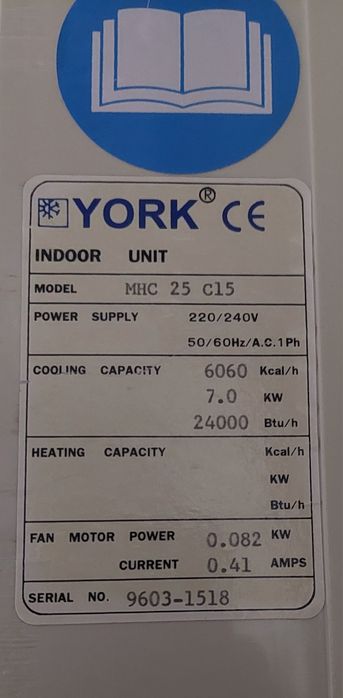 YORK® CE
INDOOR UNIT
MODEL MHC 25 C15
POWER SUPPLY 220/240V
50/60Hz/A.C.1Ph
COOLING CAPACITY 6060 Kcal/h
7.0 KW
24000 Btu/h
HEATING CAPACITY Kcal/h
KW
Btu/h
FAN MOTOR POWER 0.082 KW
CURRENT 0.41 AMPS
SERIAL NO. 9603-1518